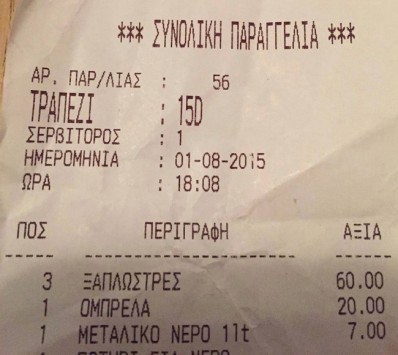 *** ΣΥΝΟΛΙΚΗ ΠΑΡΑΓΓΕΛΙΑ ***
ΑΡ. ΠΑΡ/ΛΙΑΣ : 56
ΤΡΑΠΕΖΙ : 15D
ΣΕΡΒΙΤΟΡΟΣ : 1
ΗΜΕΡΟΜΗΝΙΑ : 01-08-2015
ΩΡΑ : 18:08
ΠΟΣ ΠΕΡΙΓΡΑΦΗ ΑΞΙΑ
3 ΞΑΠΛΩΣΤΡΕΣ 60.00
1 ΟΜΠΡΕΛΑ 20.00
1 ΜΕΤΑΛΙΚΟ ΝΕΡΟ 1lt 7.00